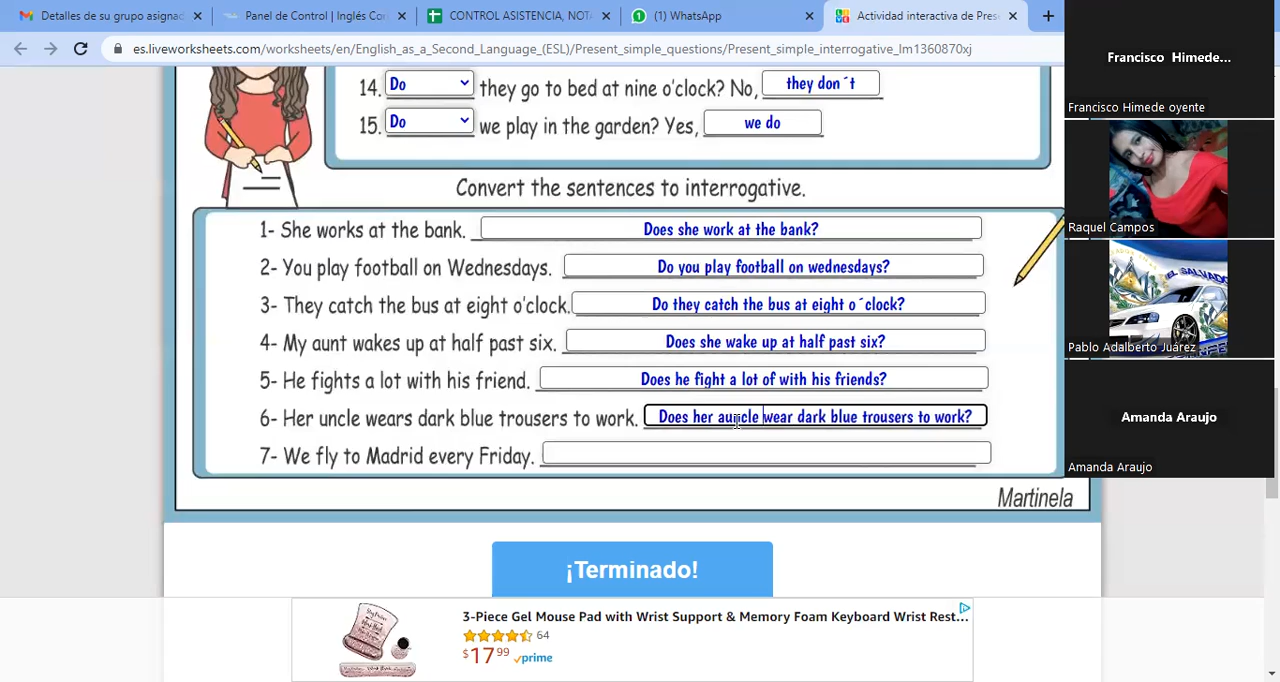 Detalles de su grupo asignad
Panel de Control | Inglés Cor
CONTROL ASISTENCIA, NOTA
(1) WhatsApp
Actividad interactiva de Pres
es.liveworksheets.com/worksheets/en/English_as_a_Second_Language_(ESL)/Present_simple_questions/Present_simple_interrogative_lm1360870xj
14. Do they go to bed at nine o'clock? No, they don´t
15. Do we play in the garden? Yes, we do
Convert the sentences to interrogative.
1- She works at the bank. Does she work at the bank?
2- You play football on Wednesdays. Do you play football on wednesdays?
3- They catch the bus at eight o'clock. Do they catch the bus at eight o´clock?
4- My aunt wakes up at half past six. Does she wake up at half past six?
5- He fights a lot with his friend. Does he fight a lot of with his friends?
6- Her uncle wears dark blue trousers to work. Does her auncle wear dark blue trousers to work?
7- We fly to Madrid every Friday.
Martinela
¡Terminado!
3-Piece Gel Mouse Pad with Wrist Support & Memory Foam Keyboard Wrist Rest...
64
$17.99 prime
Francisco Himede...
Francisco Himede oyente
Raquel Campos
EL SALVADOR
Pablo Adalberto Juárez
Amanda Araujo
Amanda Araujo